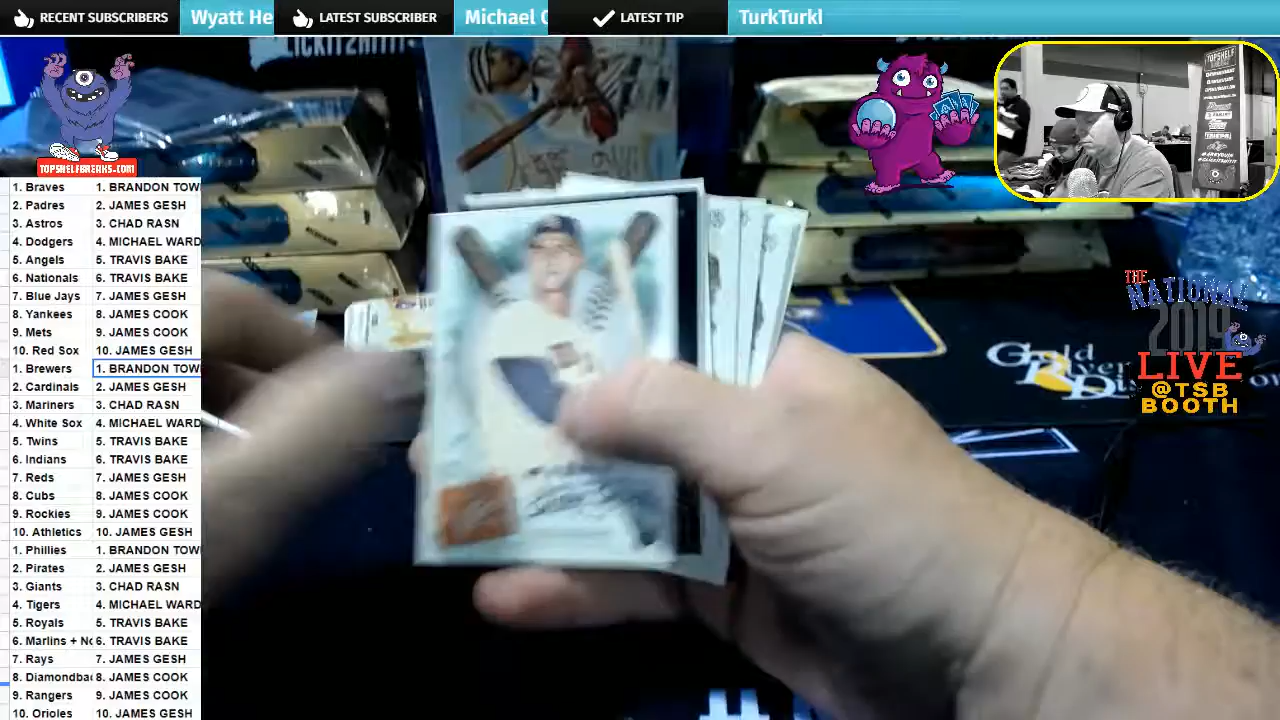 RECENT SUBSCRIBERS Wyatt He LATEST SUBSCRIBER Michael LATEST TIP TurkTurkl
TOPSHELFBREAKS.COM
1. Braves 1. BRANDON TOW
2. Padres 2. JAMES GESH
3. Astros 3. CHAD RASN
4. Dodgers 4. MICHAEL WARD
5. Angels 5. TRAVIS BAKE
6. Nationals 6. TRAVIS BAKE
7. Blue Jays 7. JAMES GESH
8. Yankees 8. JAMES COOK
9. Mets 9. JAMES COOK
10. Red Sox 10. JAMES GESH
1. Brewers 1. BRANDON TOW
2. Cardinals 2. JAMES GESH
3. Mariners 3. CHAD RASN
4. White Sox 4. MICHAEL WARD
5. Twins 5. TRAVIS BAKE
6. Indians 6. TRAVIS BAKE
7. Reds 7. JAMES GESH
8. Cubs 8. JAMES COOK
9. Rockies 9. JAMES COOK
10. Athletics 10. JAMES GESH
1. Phillies 1. BRANDON TOW
2. Pirates 2. JAMES GESH
3. Giants 3. CHAD RASN
4. Tigers 4. MICHAEL WARD
5. Royals 5. TRAVIS BAKE
6. Marlins + No 6. TRAVIS BAKE
7. Rays 7. JAMES GESH
8. Diamondbac 8. JAMES COOK
9. Rangers 9. JAMES COOK
10. Orioles 10. JAMES GESH
THE
NATIONAL
2019
LIVE
@TSB
BOOTH
Gold
River